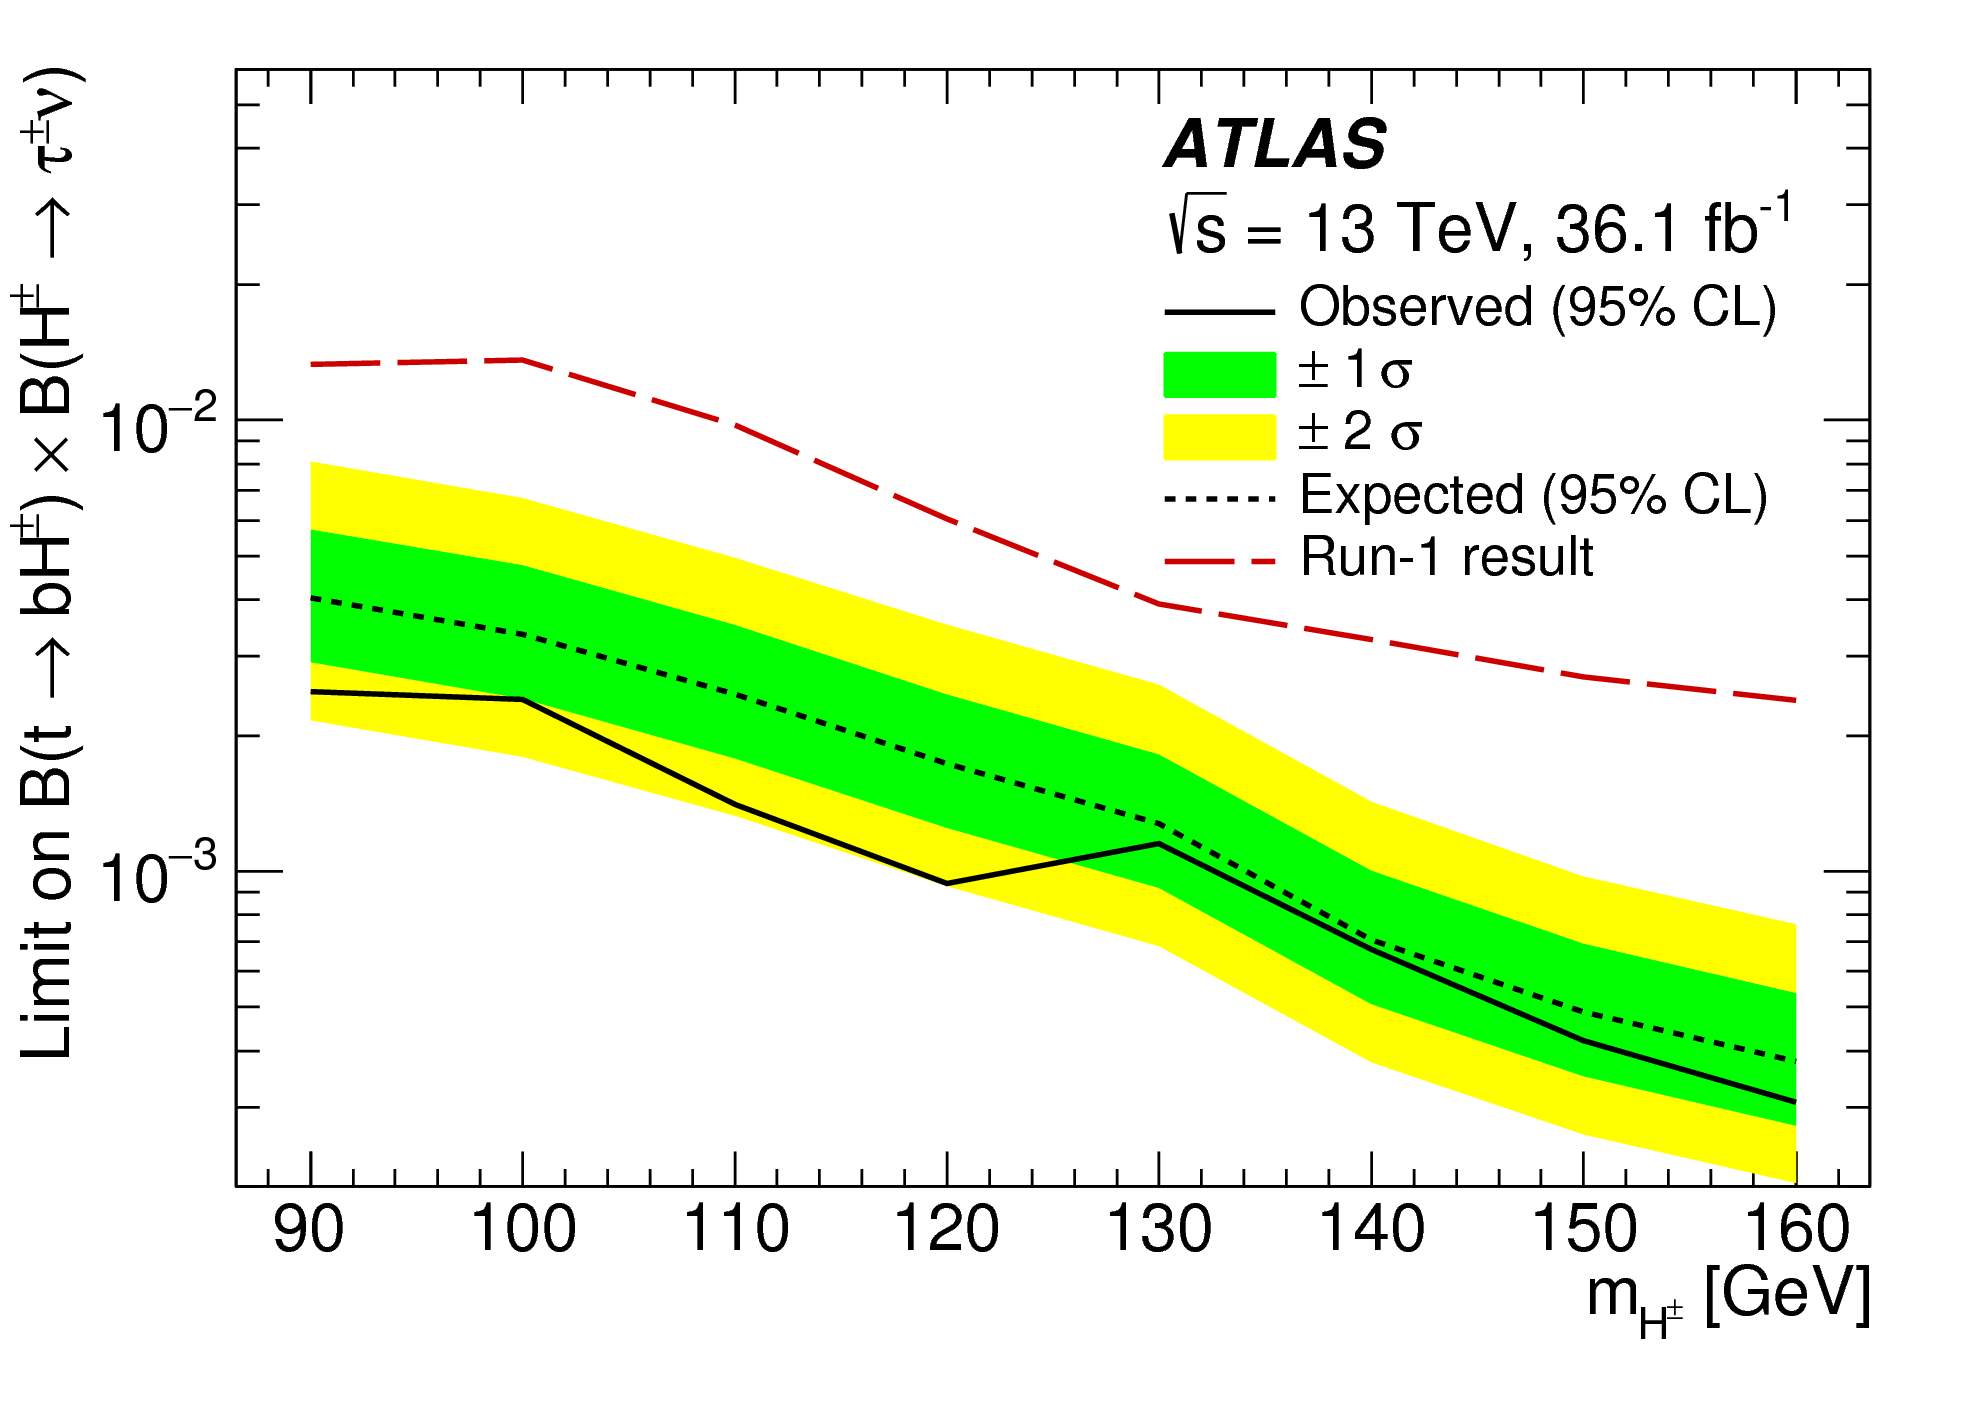 Limit on B(t → bH±) × B(H± → τ±ν)
ATLAS
√s = 13 TeV, 36.1 fb-1
Observed (95% CL)
± 1 σ
± 2 σ
Expected (95% CL)
Run-1 result
10−2
10−3
90 100 110 120 130 140 150 160
mH± [GeV]